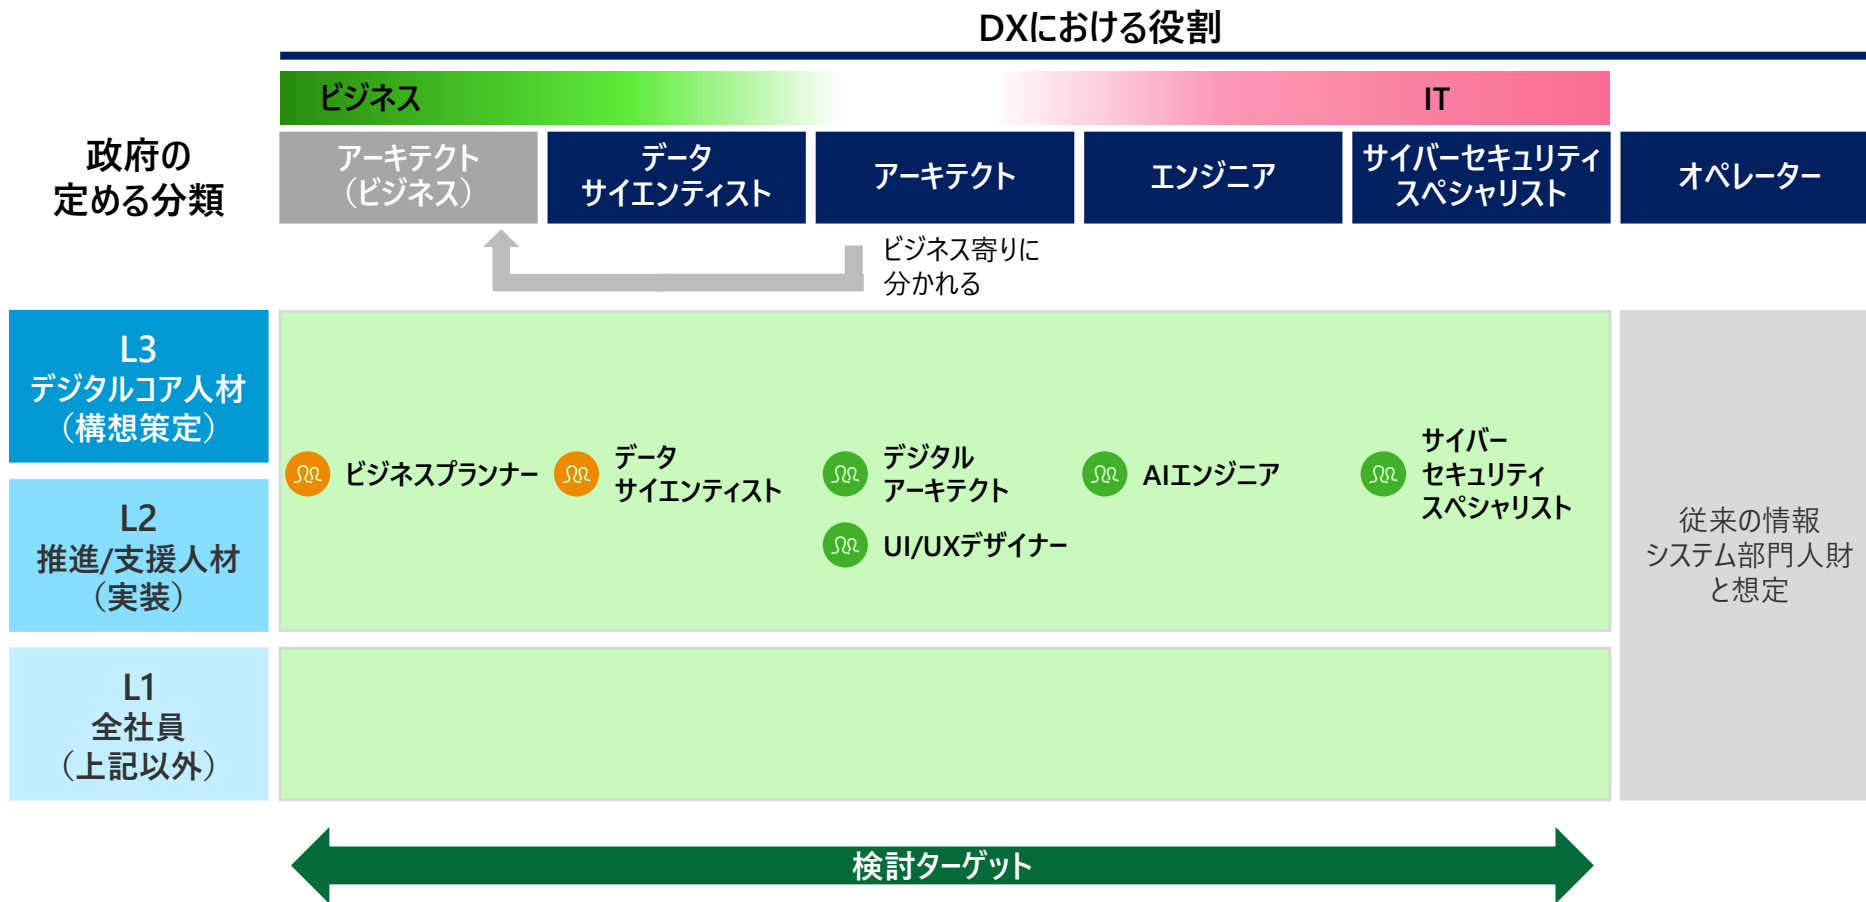 DXにおける役割
ビジネス
IT
政府の
定める分類
アーキテクト
（ビジネス）
データ
サイエンティスト
アーキテクト
エンジニア
サイバーセキュリティ
スペシャリスト
オペレーター
ビジネス寄りに
分かれる
L3
デジタルコア人材
（構想策定）
L2
推進/支援人材
（実装）
L1
全社員
（上記以外）
ビジネスプランナー
データ
サイエンティスト
デジタル
アーキテクト
UI/UXデザイナー
AIエンジニア
サイバー
セキュリティ
スペシャリスト
従来の情報
システム部門人財
と想定
検討ターゲット